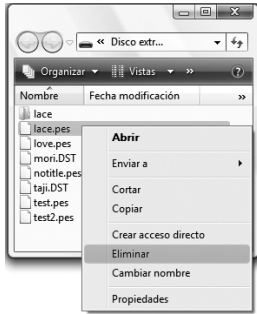 « Disco extr...
Organizar Vistas »
Nombre Fecha modificación »
lace
lace.pes
love.pes
mori.DST
notitle.pes
taji.DST
test.pes
test2.pes
Abrir
Enviar a
Cortar
Copiar
Crear acceso directo
Eliminar
Cambiar nombre
Propiedades